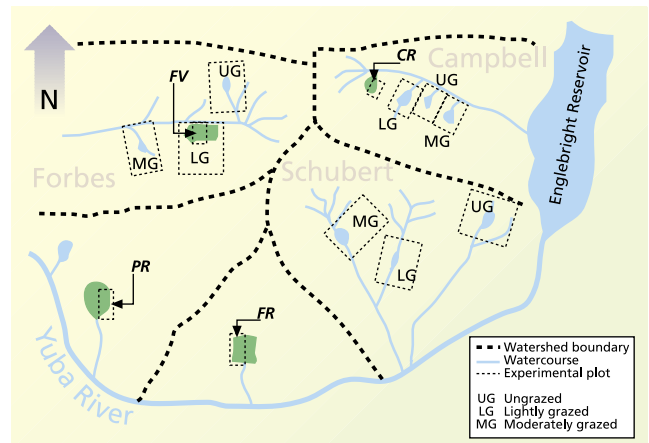 N
FV
UG
MG
LG
Forbes
CR
Campbell
UG
LG
MG
Englebright Reservoir
Schubert
MG
LG
UG
PR
FR
Yuba River
Watershed boundary
Watercourse
Experimental plot
UG Ungrazed
LG Lightly grazed
MG Moderately grazed